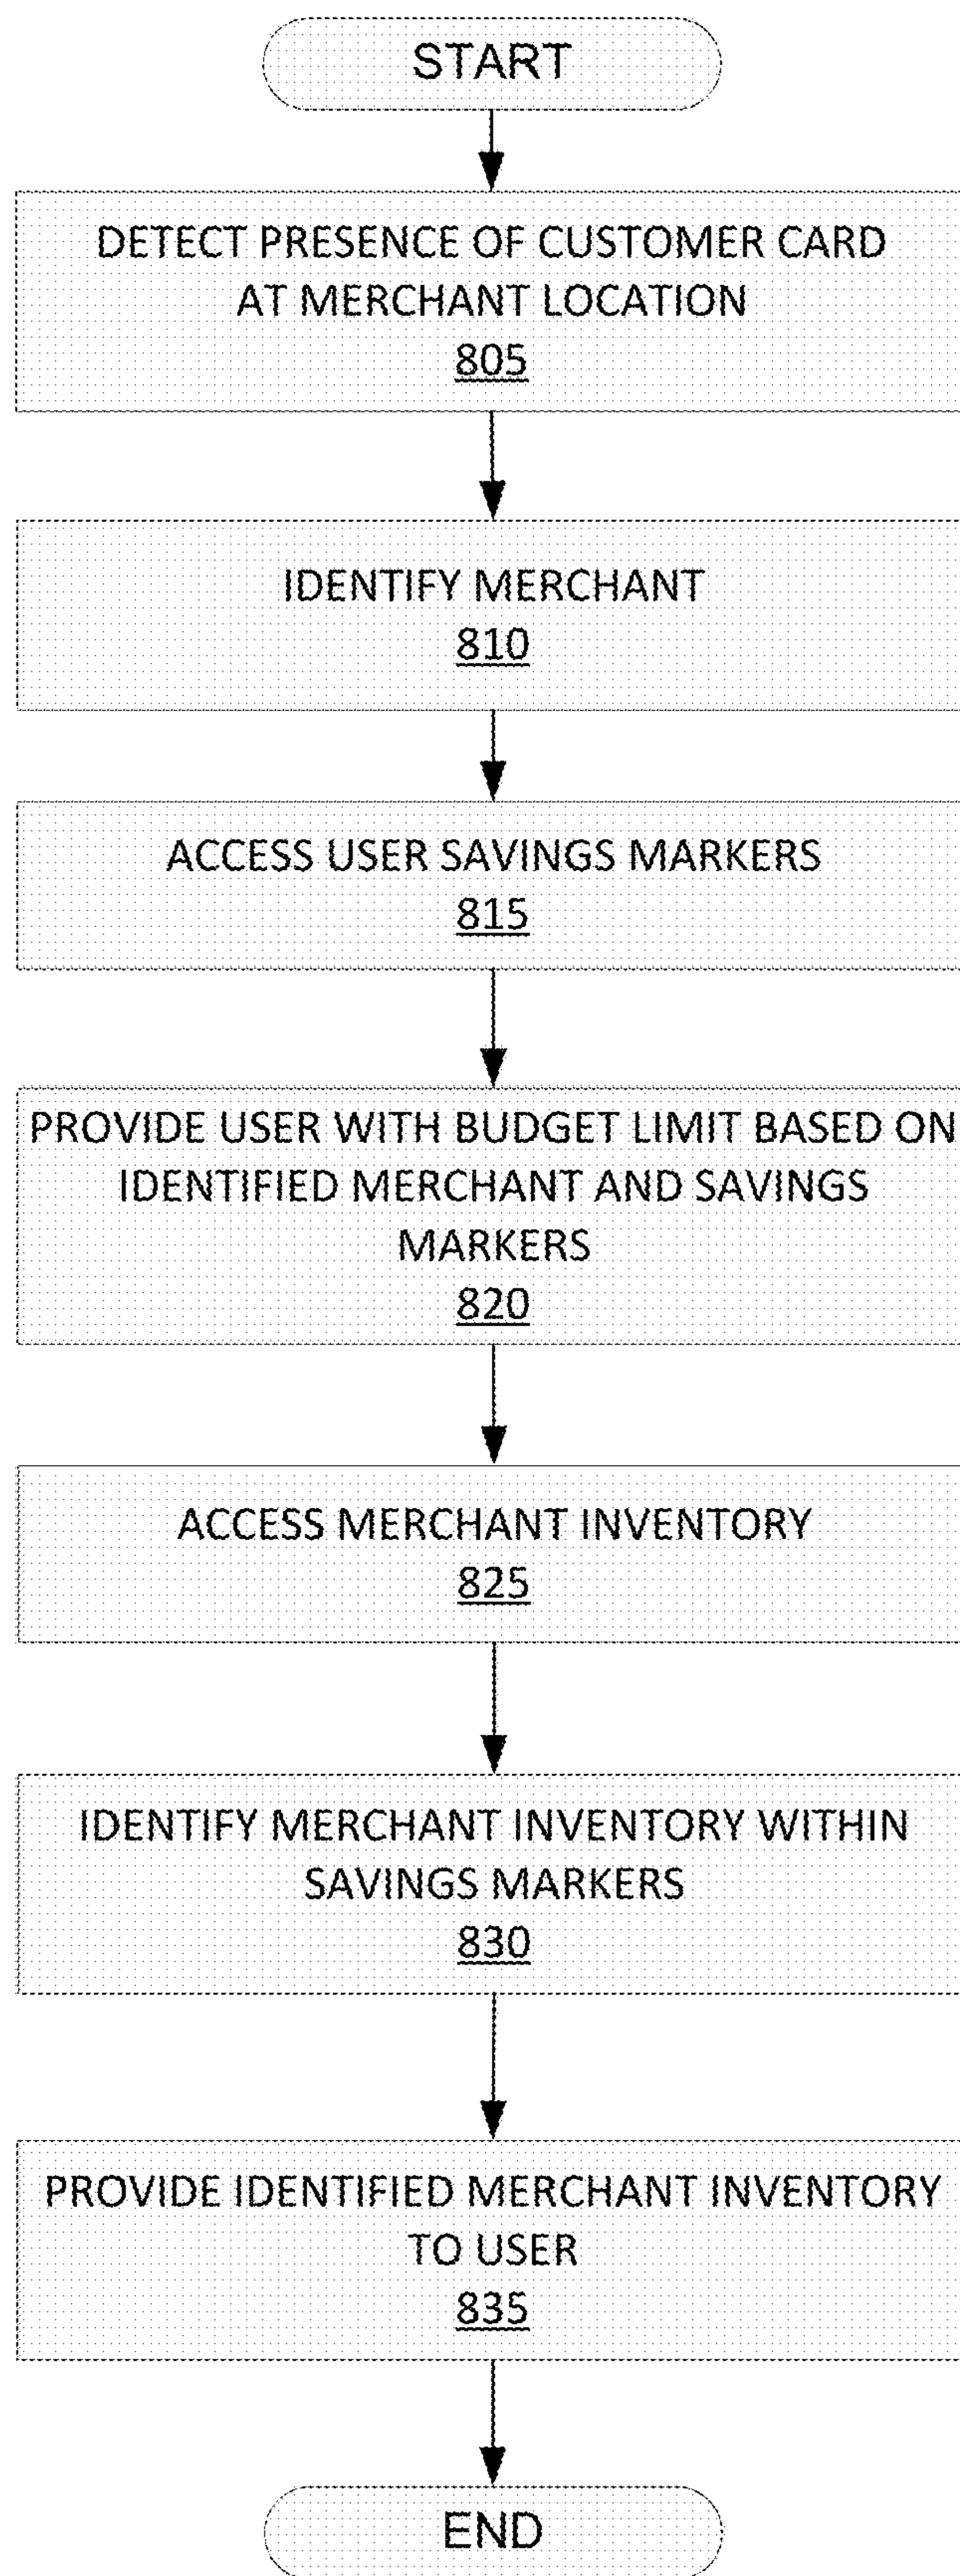 START
DETECT PRESENCE OF CUSTOMER CARD
AT MERCHANT LOCATION
805
IDENTIFY MERCHANT
810
ACCESS USER SAVINGS MARKERS
815
PROVIDE USER WITH BUDGET LIMIT BASED ON
IDENTIFIED MERCHANT AND SAVINGS
MARKERS
820
ACCESS MERCHANT INVENTORY
825
IDENTIFY MERCHANT INVENTORY WITHIN
SAVINGS MARKERS
830
PROVIDE IDENTIFIED MERCHANT INVENTORY
TO USER
835
END